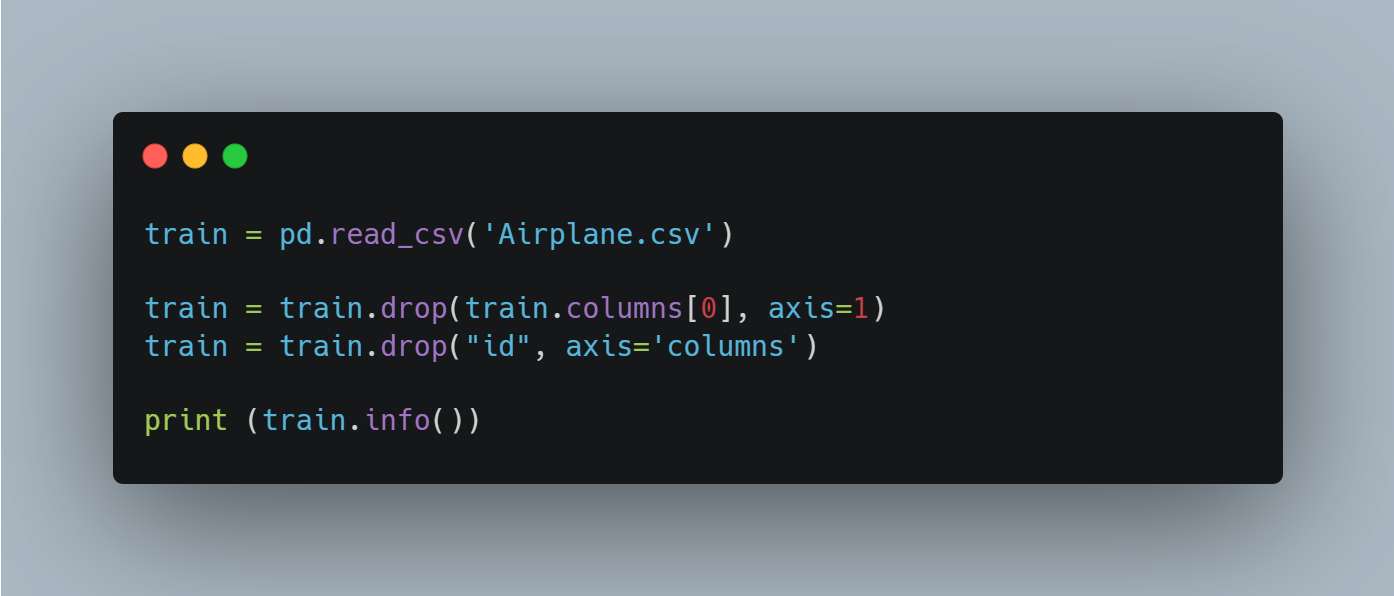 train = pd.read_csv('Airplane.csv')
train = train.drop(train.columns[0], axis=1)
train = train.drop("id", axis='columns')
print (train.info())